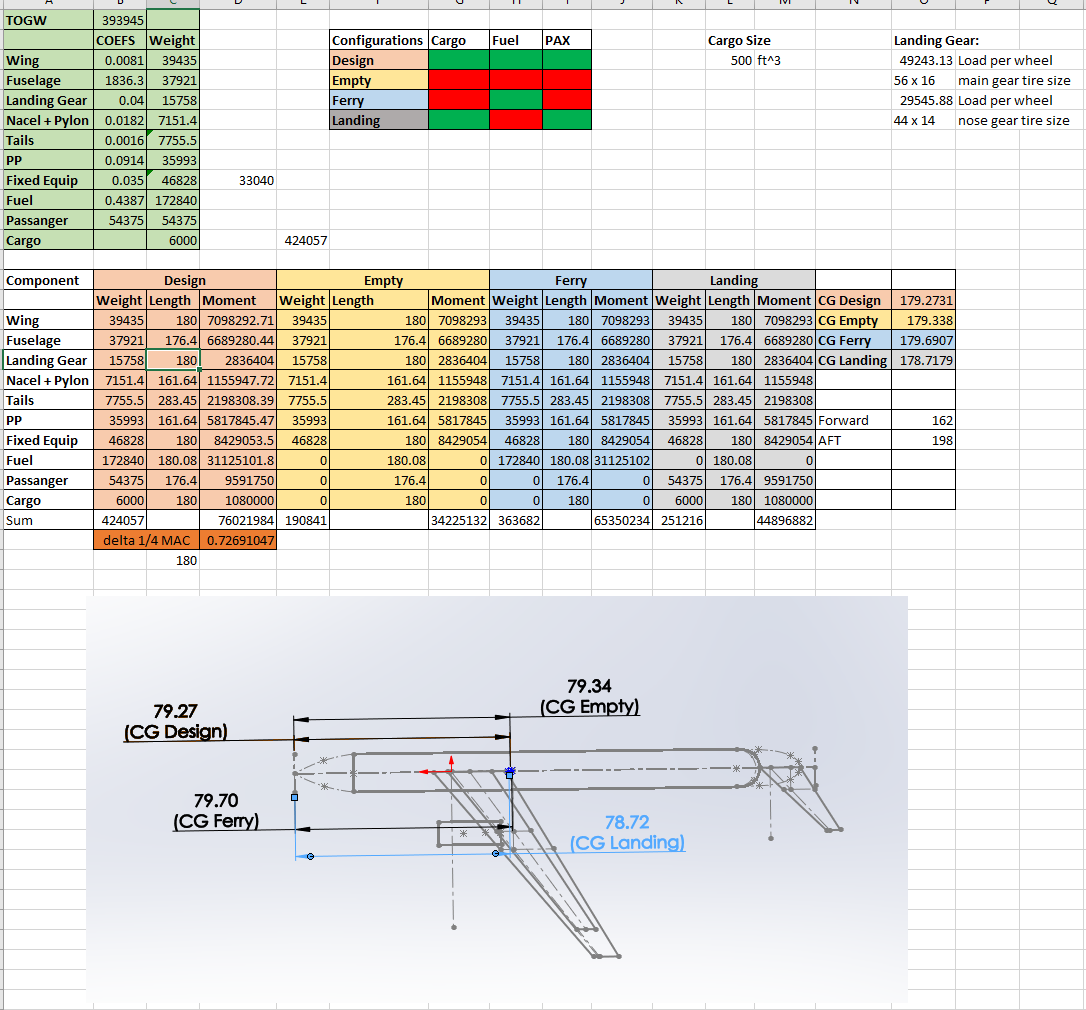 A B C D E F G H I J K L M N O P Q
TOGW 393945
COEFS Weight Configurations Cargo Fuel PAX Cargo Size Landing Gear:
Wing 0.0081 39435 Design 500 ft^3 49243.13 Load per wheel
Fuselage 1836.3 37921 Empty 56 x 16 main gear tire size
Landing Gear 0.04 15758 Ferry 29545.88 Load per wheel
Nacel + Pylon 0.0182 7151.4 Landing 44 x 14 nose gear tire size
Tails 0.0016 7755.5
PP 0.0914 35993
Fixed Equip 0.035 46828 33040
Fuel 0.4387 172840
Passanger 54375 54375
Cargo 6000 424057
Component Design Empty Ferry Landing
Weight Length Moment Weight Length Moment Weight Length Moment Weight Length Moment CG Design 179.2731
Wing 39435 180 7098292.71 39435 180 7098293 39435 180 7098293 39435 180 7098293 CG Empty 179.338
Fuselage 37921 176.4 6689280.44 37921 176.4 6689280 37921 176.4 6689280 37921 176.4 6689280 CG Ferry 179.6907
Landing Gear 15758 180 2836404 15758 180 2836404 15758 180 2836404 15758 180 2836404 CG Landing 178.7179
Nacel + Pylon 7151.4 161.64 1155947.72 7151.4 161.64 1155948 7151.4 161.64 1155948 7151.4 161.64 1155948
Tails 7755.5 283.45 2198308.39 7755.5 283.45 2198308 7755.5 283.45 2198308 7755.5 283.45 2198308
PP 35993 161.64 5817845.47 35993 161.64 5817845 35993 161.64 5817845 35993 161.64 5817845 Forward 162
Fixed Equip 46828 180 8429053.5 46828 180 8429054 46828 180 8429054 46828 180 8429054 AFT 198
Fuel 172840 180.08 31125101.8 0 180.08 0 172840 180.08 31125102 0 180.08 0
Passanger 54375 176.4 9591750 0 176.4 0 0 176.4 0 54375 176.4 9591750
Cargo 6000 180 1080000 0 180 0 0 180 0 6000 180 1080000
Sum 424057 76021984 190841 34225132 363682 65350234 251216 44896882
delta 1/4 MAC 0.72691047
180
79.34
(CG Empty)
79.27
(CG Design)
79.70
(CG Ferry)
78.72
(CG Landing)